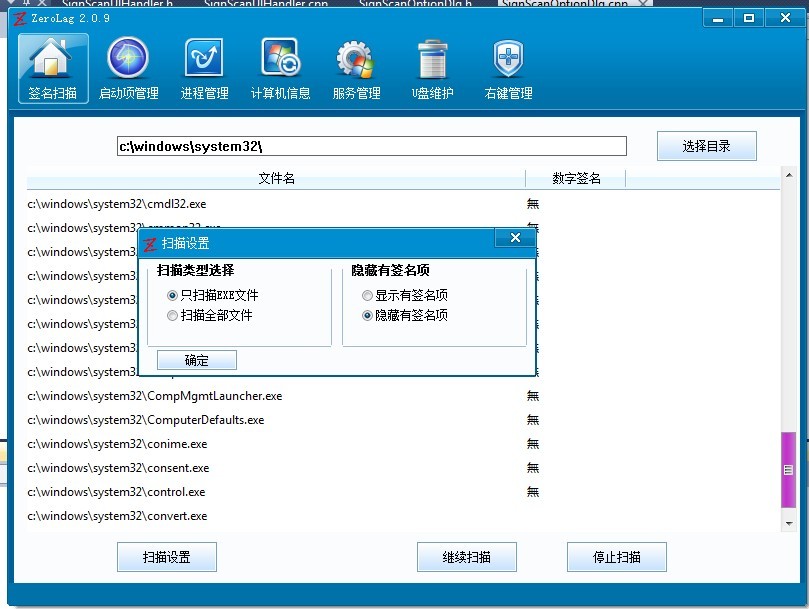 SignScanUIHandler.h SignScanUIHandler.cpp SignScanOptionDlg.h SignScanOptionDlg.cpp
ZeroLag 2.0.9
签名扫描 启动项管理 进程管理 计算机信息 服务管理 U盘维护 右键管理
c:\windows\system32\ 选择目录
文件名 数字签名
c:\windows\system32\cmdl32.exe 無
c:\windows\system32\cmmon32.exe
c:\windows\system32
扫描设置
c:\windows\system32
扫描类型选择 隐藏有签名项
c:\windows\system32
只扫描EXE文件 显示有签名项
c:\windows\system32
扫描全部文件 隐藏有签名项
c:\windows\system32
c:\windows\system32
确定
c:\windows\system32\CompMgmtLauncher.exe 無
c:\windows\system32\ComputerDefaults.exe 無
c:\windows\system32\conime.exe 無
c:\windows\system32\consent.exe 無
c:\windows\system32\control.exe 無
c:\windows\system32\convert.exe
扫描设置 继续扫描 停止扫描